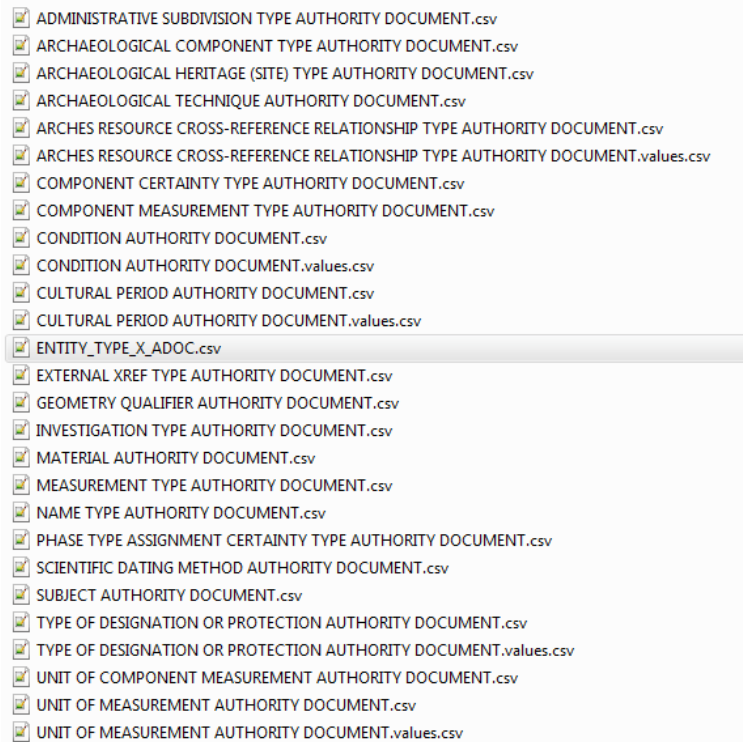 ADMINISTRATIVE SUBDIVISION TYPE AUTHORITY DOCUMENT.csv
ARCHAEOLOGICAL COMPONENT TYPE AUTHORITY DOCUMENT.csv
ARCHAEOLOGICAL HERITAGE (SITE) TYPE AUTHORITY DOCUMENT.csv
ARCHAEOLOGICAL TECHNIQUE AUTHORITY DOCUMENT.csv
ARCHES RESOURCE CROSS-REFERENCE RELATIONSHIP TYPE AUTHORITY DOCUMENT.csv
ARCHES RESOURCE CROSS-REFERENCE RELATIONSHIP TYPE AUTHORITY DOCUMENT.values.csv
COMPONENT CERTAINTY TYPE AUTHORITY DOCUMENT.csv
COMPONENT MEASUREMENT TYPE AUTHORITY DOCUMENT.csv
CONDITION AUTHORITY DOCUMENT.csv
CONDITION AUTHORITY DOCUMENT.values.csv
CULTURAL PERIOD AUTHORITY DOCUMENT.csv
CULTURAL PERIOD AUTHORITY DOCUMENT.values.csv
ENTITY_TYPE_X_ADOC.csv
EXTERNAL XREF TYPE AUTHORITY DOCUMENT.csv
GEOMETRY QUALIFIER AUTHORITY DOCUMENT.csv
INVESTIGATION TYPE AUTHORITY DOCUMENT.csv
MATERIAL AUTHORITY DOCUMENT.csv
MEASUREMENT TYPE AUTHORITY DOCUMENT.csv
NAME TYPE AUTHORITY DOCUMENT.csv
PHASE TYPE ASSIGNMENT CERTAINTY TYPE AUTHORITY DOCUMENT.csv
SCIENTIFIC DATING METHOD AUTHORITY DOCUMENT.csv
SUBJECT AUTHORITY DOCUMENT.csv
TYPE OF DESIGNATION OR PROTECTION AUTHORITY DOCUMENT.csv
TYPE OF DESIGNATION OR PROTECTION AUTHORITY DOCUMENT.values.csv
UNIT OF COMPONENT MEASUREMENT AUTHORITY DOCUMENT.csv
UNIT OF MEASUREMENT AUTHORITY DOCUMENT.csv
UNIT OF MEASUREMENT AUTHORITY DOCUMENT.values.csv